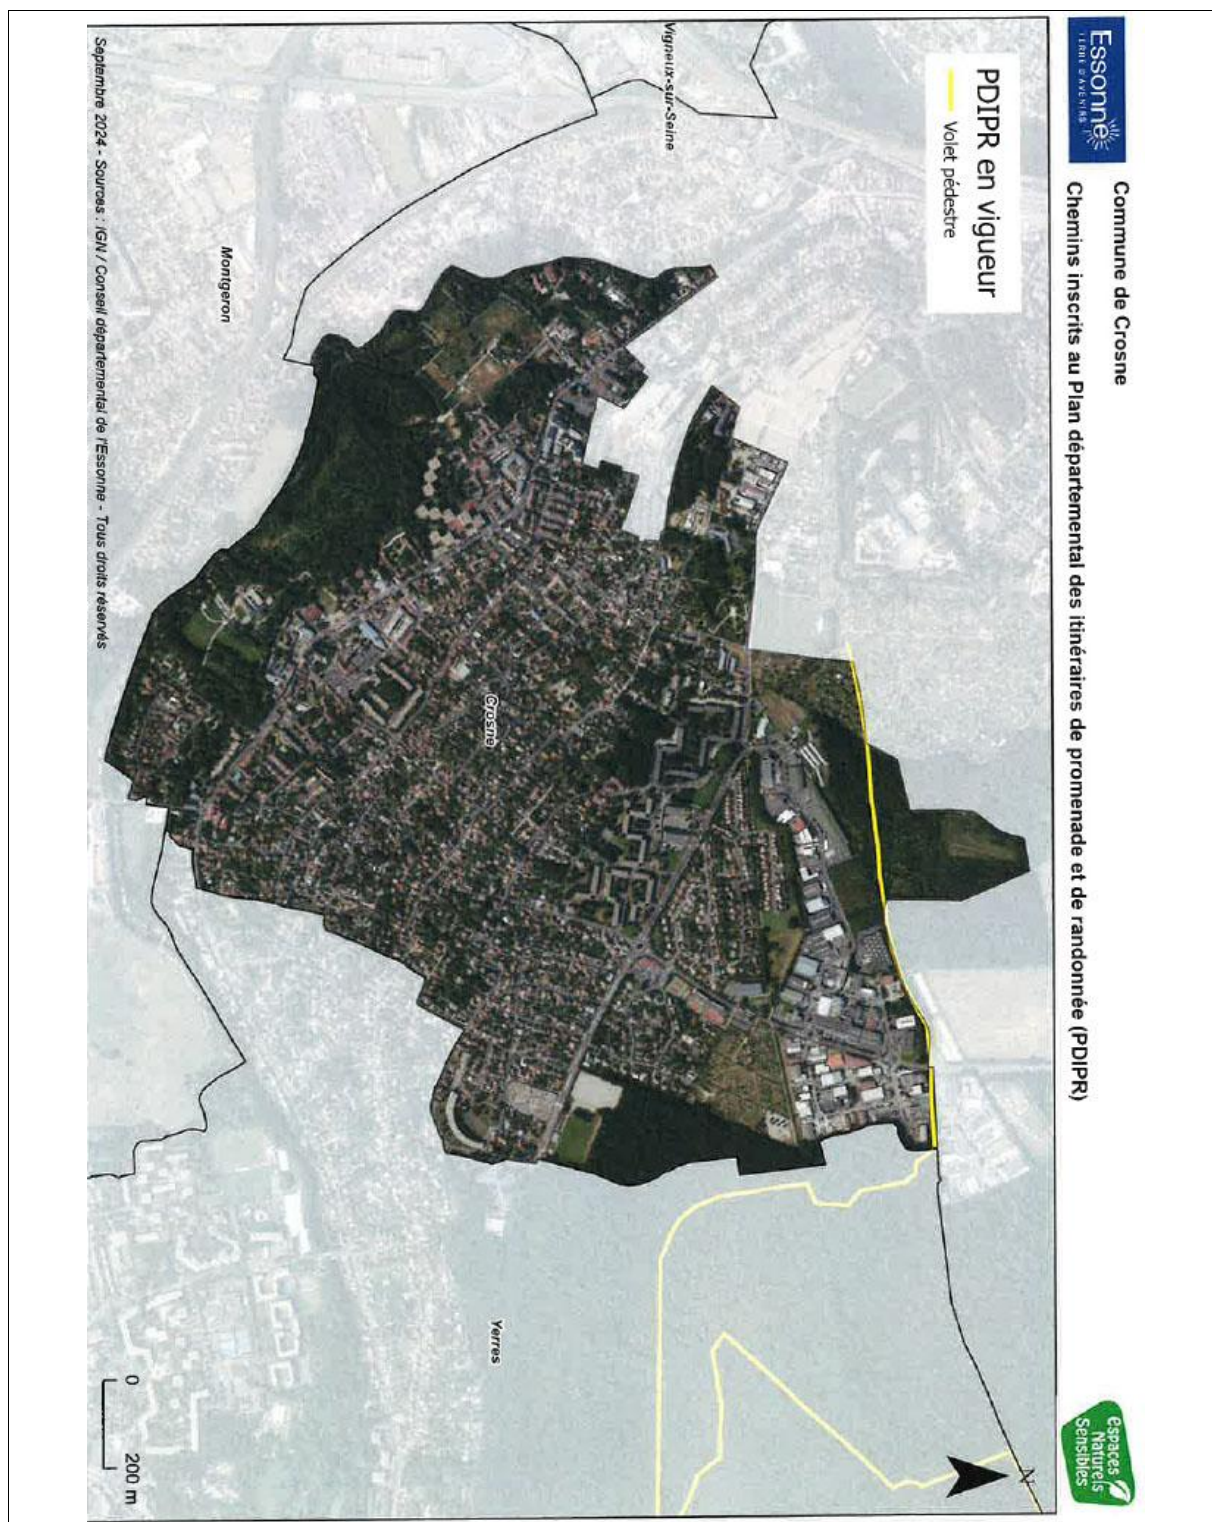 Essonne
TERRE D'AVENIRS
Commune de Crosne
Chemins inscrits au Plan départemental des itinéraires de promenade et de randonnée (PDIPR)
espaces
Naturels
Sensibles
PDIPR en vigueur
Volet pédestre
N
Vigneux-sur-Seine
Crosne
Yerres
Montgeron
0 200 m
Septembre 2024 - Sources : IGN / Conseil départemental de l'Essonne - Tous droits réservés